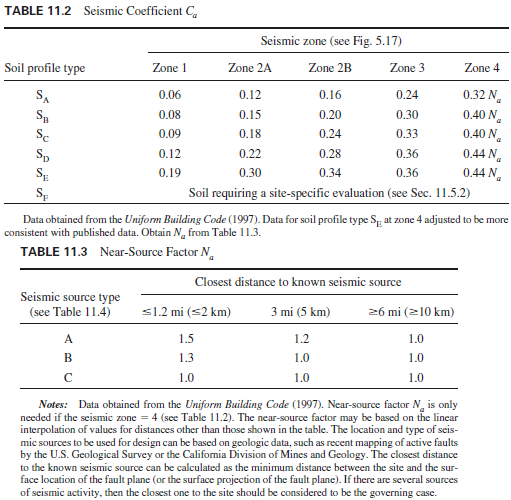 TABLE 11.2 Seismic Coefficient Cₐ
Seismic zone (see Fig. 5.17)
Soil profile type Zone 1 Zone 2A Zone 2B Zone 3 Zone 4
S_A 0.06 0.12 0.16 0.24 0.32 Nₐ
S_B 0.08 0.15 0.20 0.30 0.40 Nₐ
S_C 0.09 0.18 0.24 0.33 0.40 Nₐ
S_D 0.12 0.22 0.28 0.36 0.44 Nₐ
S_E 0.19 0.30 0.34 0.36 0.44 Nₐ
S_F Soil requiring a site-specific evaluation (see Sec. 11.5.2)
Data obtained from the Uniform Building Code (1997). Data for soil profile type S_E at zone 4 adjusted to be more
consistent with published data. Obtain Nₐ from Table 11.3.
TABLE 11.3 Near-Source Factor Nₐ
Closest distance to known seismic source
Seismic source type
(see Table 11.4) ≤1.2 mi (≤2 km) 3 mi (5 km) ≥6 mi (≥10 km)
A 1.5 1.2 1.0
B 1.3 1.0 1.0
C 1.0 1.0 1.0
Notes: Data obtained from the Uniform Building Code (1997). Near-source factor Nₐ is only
needed if the seismic zone = 4 (see Table 11.2). The near-source factor may be based on the linear
interpolation of values for distances other than those shown in the table. The location and type of seis-
mic sources to be used for design can be based on geologic data, such as recent mapping of active faults
by the U.S. Geological Survey or the California Division of Mines and Geology. The closest distance
to the known seismic source can be calculated as the minimum distance between the site and the sur-
face location of the fault plane (or the surface projection of the fault plane). If there are several sources
of seismic activity, then the closest one to the site should be considered to be the governing case.